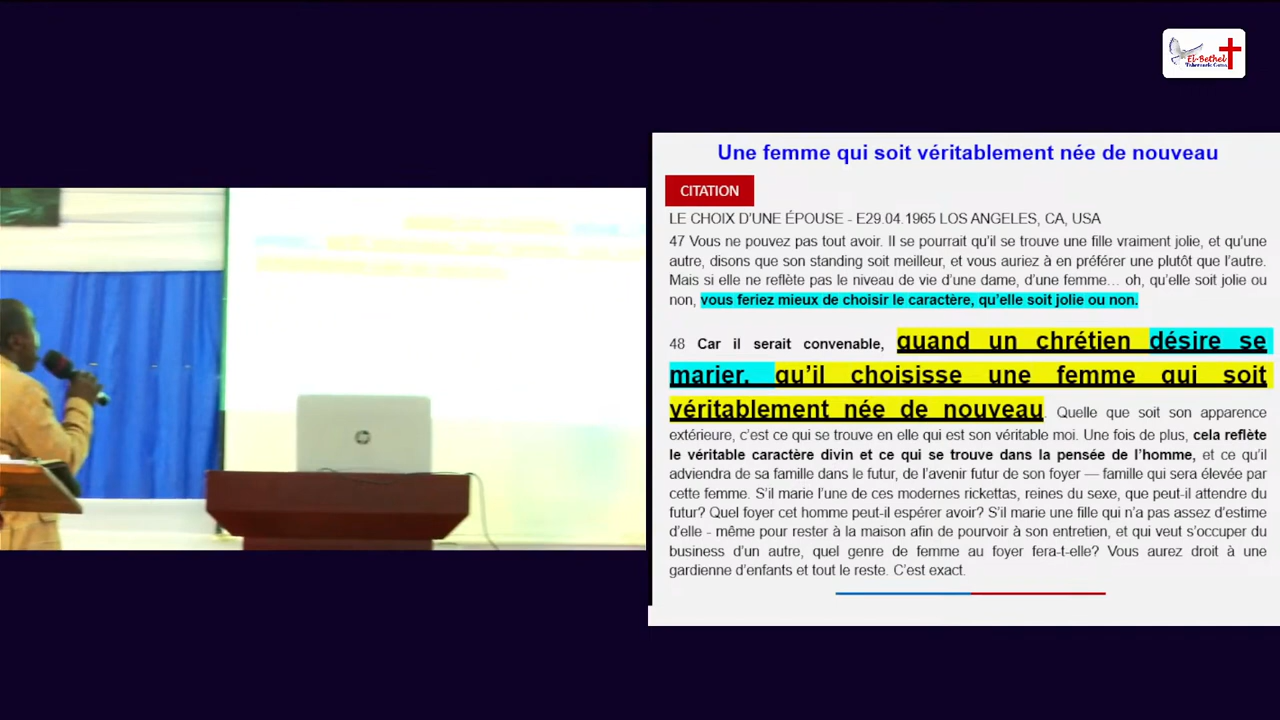 El-Bethel
Une femme qui soit véritablement née de nouveau
CITATION
LE CHOIX D'UNE ÉPOUSE - E29.04.1965 LOS ANGELES, CA, USA
47 Vous ne pouvez pas tout avoir. Il se pourrait qu'il se trouve une fille vraiment jolie, et qu'une
autre, disons que son standing soit meilleur, et vous auriez à en préférer une plutôt que l'autre.
Mais si elle ne reflète pas le niveau de vie d'une dame, d'une femme… oh, qu'elle soit jolie ou
non, vous feriez mieux de choisir le caractère, qu'elle soit jolie ou non.
48 Car il serait convenable, quand un chrétien désire se
marier, qu'il choisisse une femme qui soit
véritablement née de nouveau. Quelle que soit son apparence
extérieure, c'est ce qui se trouve en elle qui est son véritable moi. Une fois de plus, cela reflète
le véritable caractère divin et ce qui se trouve dans la pensée de l'homme, et ce qu'il
adviendra de sa famille dans le futur, de l'avenir futur de son foyer — famille qui sera élevée par
cette femme. S'il marie l'une de ces modernes rickettas, reines du sexe, que peut-il attendre du
futur? Quel foyer cet homme peut-il espérer avoir? S'il marie une fille qui n'a pas assez d'estime
d'elle - même pour rester à la maison afin de pourvoir à son entretien, et qui veut s'occuper du
business d'un autre, quel genre de femme au foyer fera-t-elle? Vous aurez droit à une
gardienne d'enfants et tout le reste. C'est exact.
hp